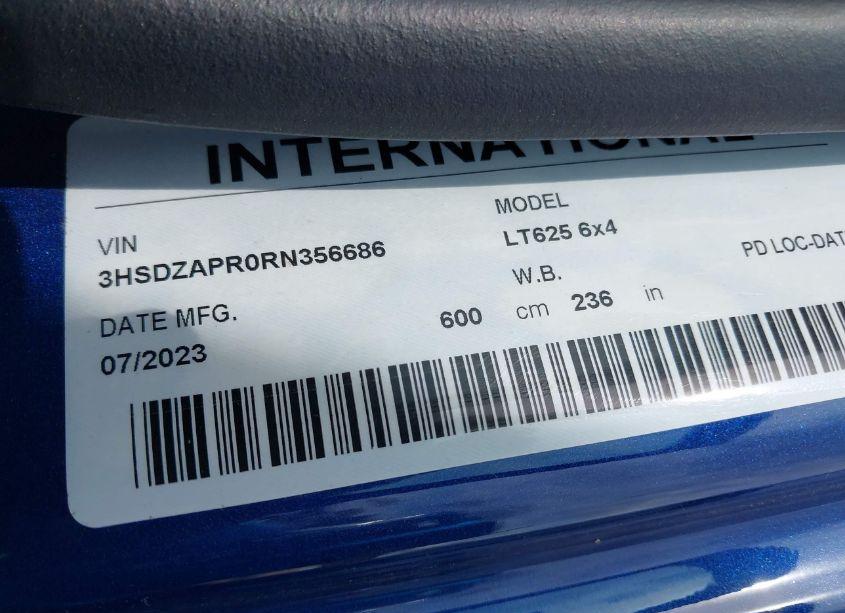 INTERNATIONAL
VIN
3HSDZAPR0RN356686
MODEL
LT625 6x4
DATE MFG.
07/2023
W.B.
600 cm 236 in
PD LOC-DAT